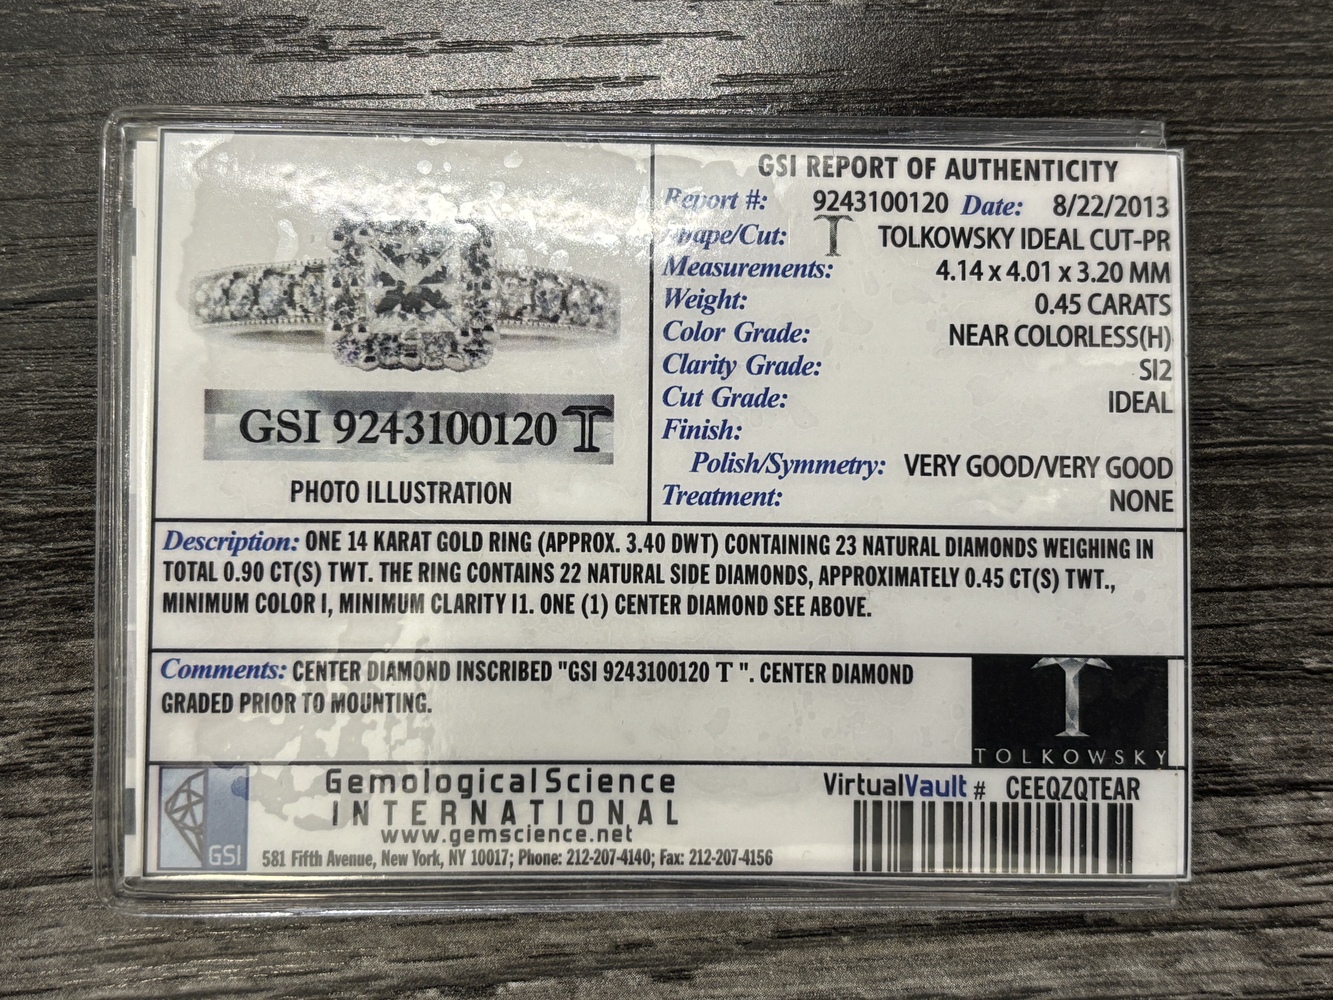 GSI REPORT OF AUTHENTICITY
Report #: 9243100120 Date: 8/22/2013
Shape/Cut: T TOLKOWSKY IDEAL CUT-PR
Measurements: 4.14 x 4.01 x 3.20 MM
Weight: 0.45 CARATS
Color Grade: NEAR COLORLESS(H)
Clarity Grade: SI2
Cut Grade: IDEAL
Finish:
Polish/Symmetry: VERY GOOD/VERY GOOD
Treatment: NONE
GSI 9243100120 T
PHOTO ILLUSTRATION
Description: ONE 14 KARAT GOLD RING (APPROX. 3.40 DWT) CONTAINING 23 NATURAL DIAMONDS WEIGHING IN
TOTAL 0.90 CT(S) TWT. THE RING CONTAINS 22 NATURAL SIDE DIAMONDS, APPROXIMATELY 0.45 CT(S) TWT.,
MINIMUM COLOR I, MINIMUM CLARITY I1. ONE (1) CENTER DIAMOND SEE ABOVE.
Comments: CENTER DIAMOND INSCRIBED "GSI 9243100120 T ". CENTER DIAMOND
GRADED PRIOR TO MOUNTING.
T
TOLKOWSKY
GSI
GemologicalScience
INTERNATIONAL
www.gemscience.net
581 Fifth Avenue, New York, NY 10017; Phone: 212-207-4140; Fax: 212-207-4156
VirtualVault # CEEQZQTEAR